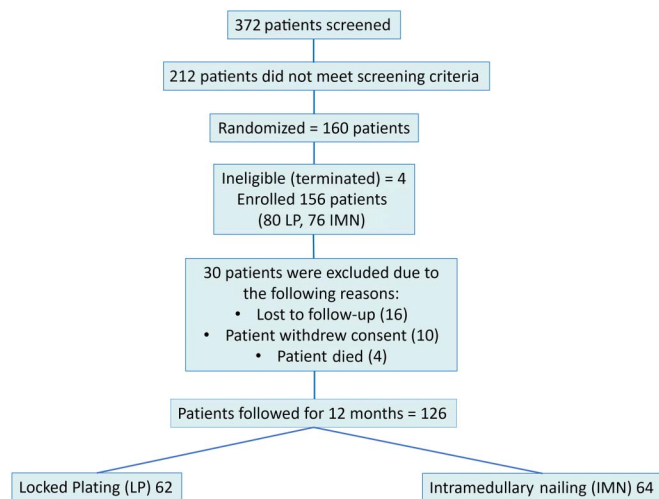 372 patients screened
212 patients did not meet screening criteria
Randomized = 160 patients
Ineligible (terminated) = 4
Enrolled 156 patients
(80 LP, 76 IMN)
30 patients were excluded due to
the following reasons:
• Lost to follow-up (16)
• Patient withdrew consent (10)
• Patient died (4)
Patients followed for 12 months = 126
Locked Plating (LP) 62
Intramedullary nailing (IMN) 64